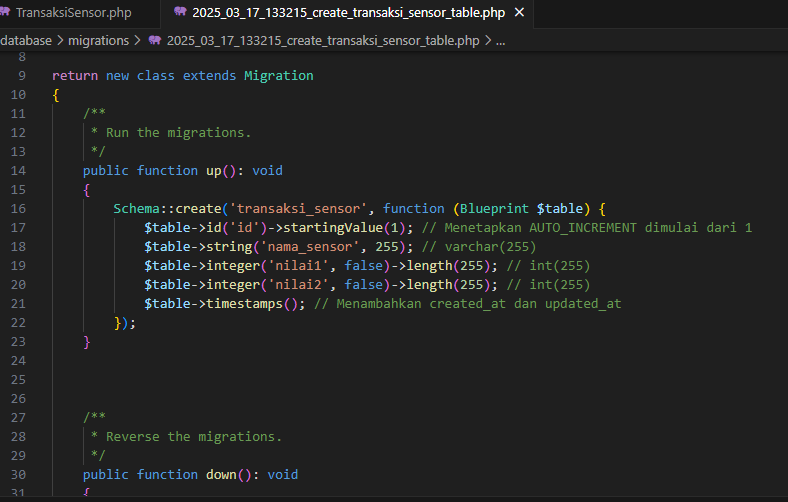 TransaksiSensor.php 2025_03_17_133215_create_transaksi_sensor_table.php ×
database > migrations > 2025_03_17_133215_create_transaksi_sensor_table.php > ...
8
9 return new class extends Migration
10 {
11     /**
12      * Run the migrations.
13      */
14     public function up(): void
15     {
16         Schema::create('transaksi_sensor', function (Blueprint $table) {
17             $table->id('id')->startingValue(1); // Menetapkan AUTO_INCREMENT dimulai dari 1
18             $table->string('nama_sensor', 255); // varchar(255)
19             $table->integer('nilai1', false)->length(255); // int(255)
20             $table->integer('nilai2', false)->length(255); // int(255)
21             $table->timestamps(); // Menambahkan created_at dan updated_at
22         });
23     }
24
25
26
27     /**
28      * Reverse the migrations.
29      */
30     public function down(): void
31     {